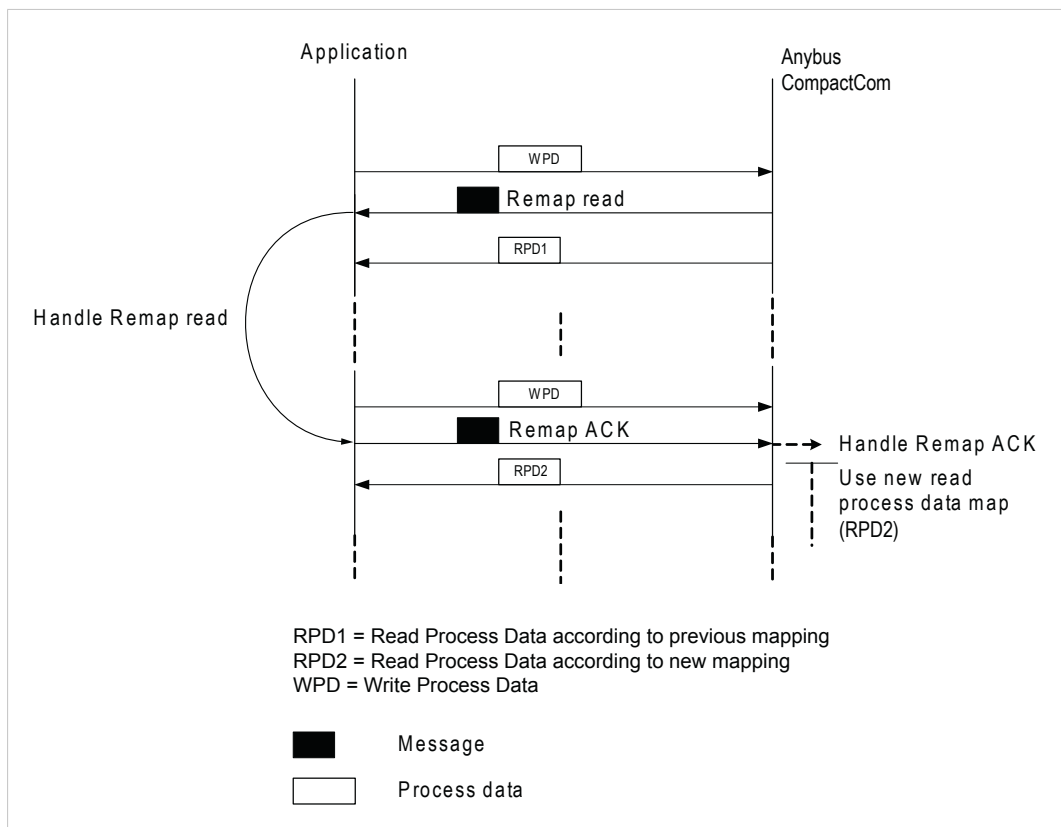 Application
Anybus
CompactCom
WPD
Remap read
RPD1
Handle Remap read
WPD
Remap ACK
Handle Remap ACK
RPD2
Use new read
process data map
(RPD2)
RPD1 = Read Process Data according to previous mapping
RPD2 = Read Process Data according to new mapping
WPD = Write Process Data
Message
Process data